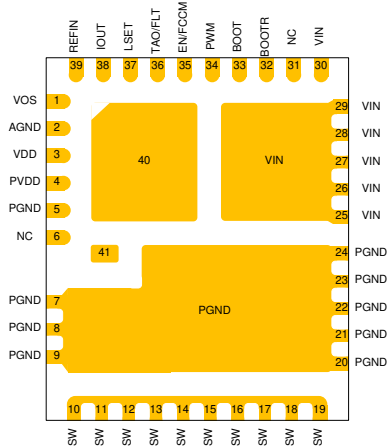 REFIN IOUT LSET TAO/FLT EN/FCCM PWM BOOT BOOTR NC VIN
39 38 37 36 35 34 33 32 31 30
VOS 1 29 VIN
AGND 2 28 VIN
VDD 3 40 VIN 27 VIN
PVDD 4 26 VIN
PGND 5 25 VIN
NC 6
41 24 PGND
23 PGND
PGND 7 PGND 22 PGND
PGND 8 21 PGND
PGND 9 20 PGND
10 11 12 13 14 15 16 17 18 19
SW SW SW SW SW SW SW SW SW SW